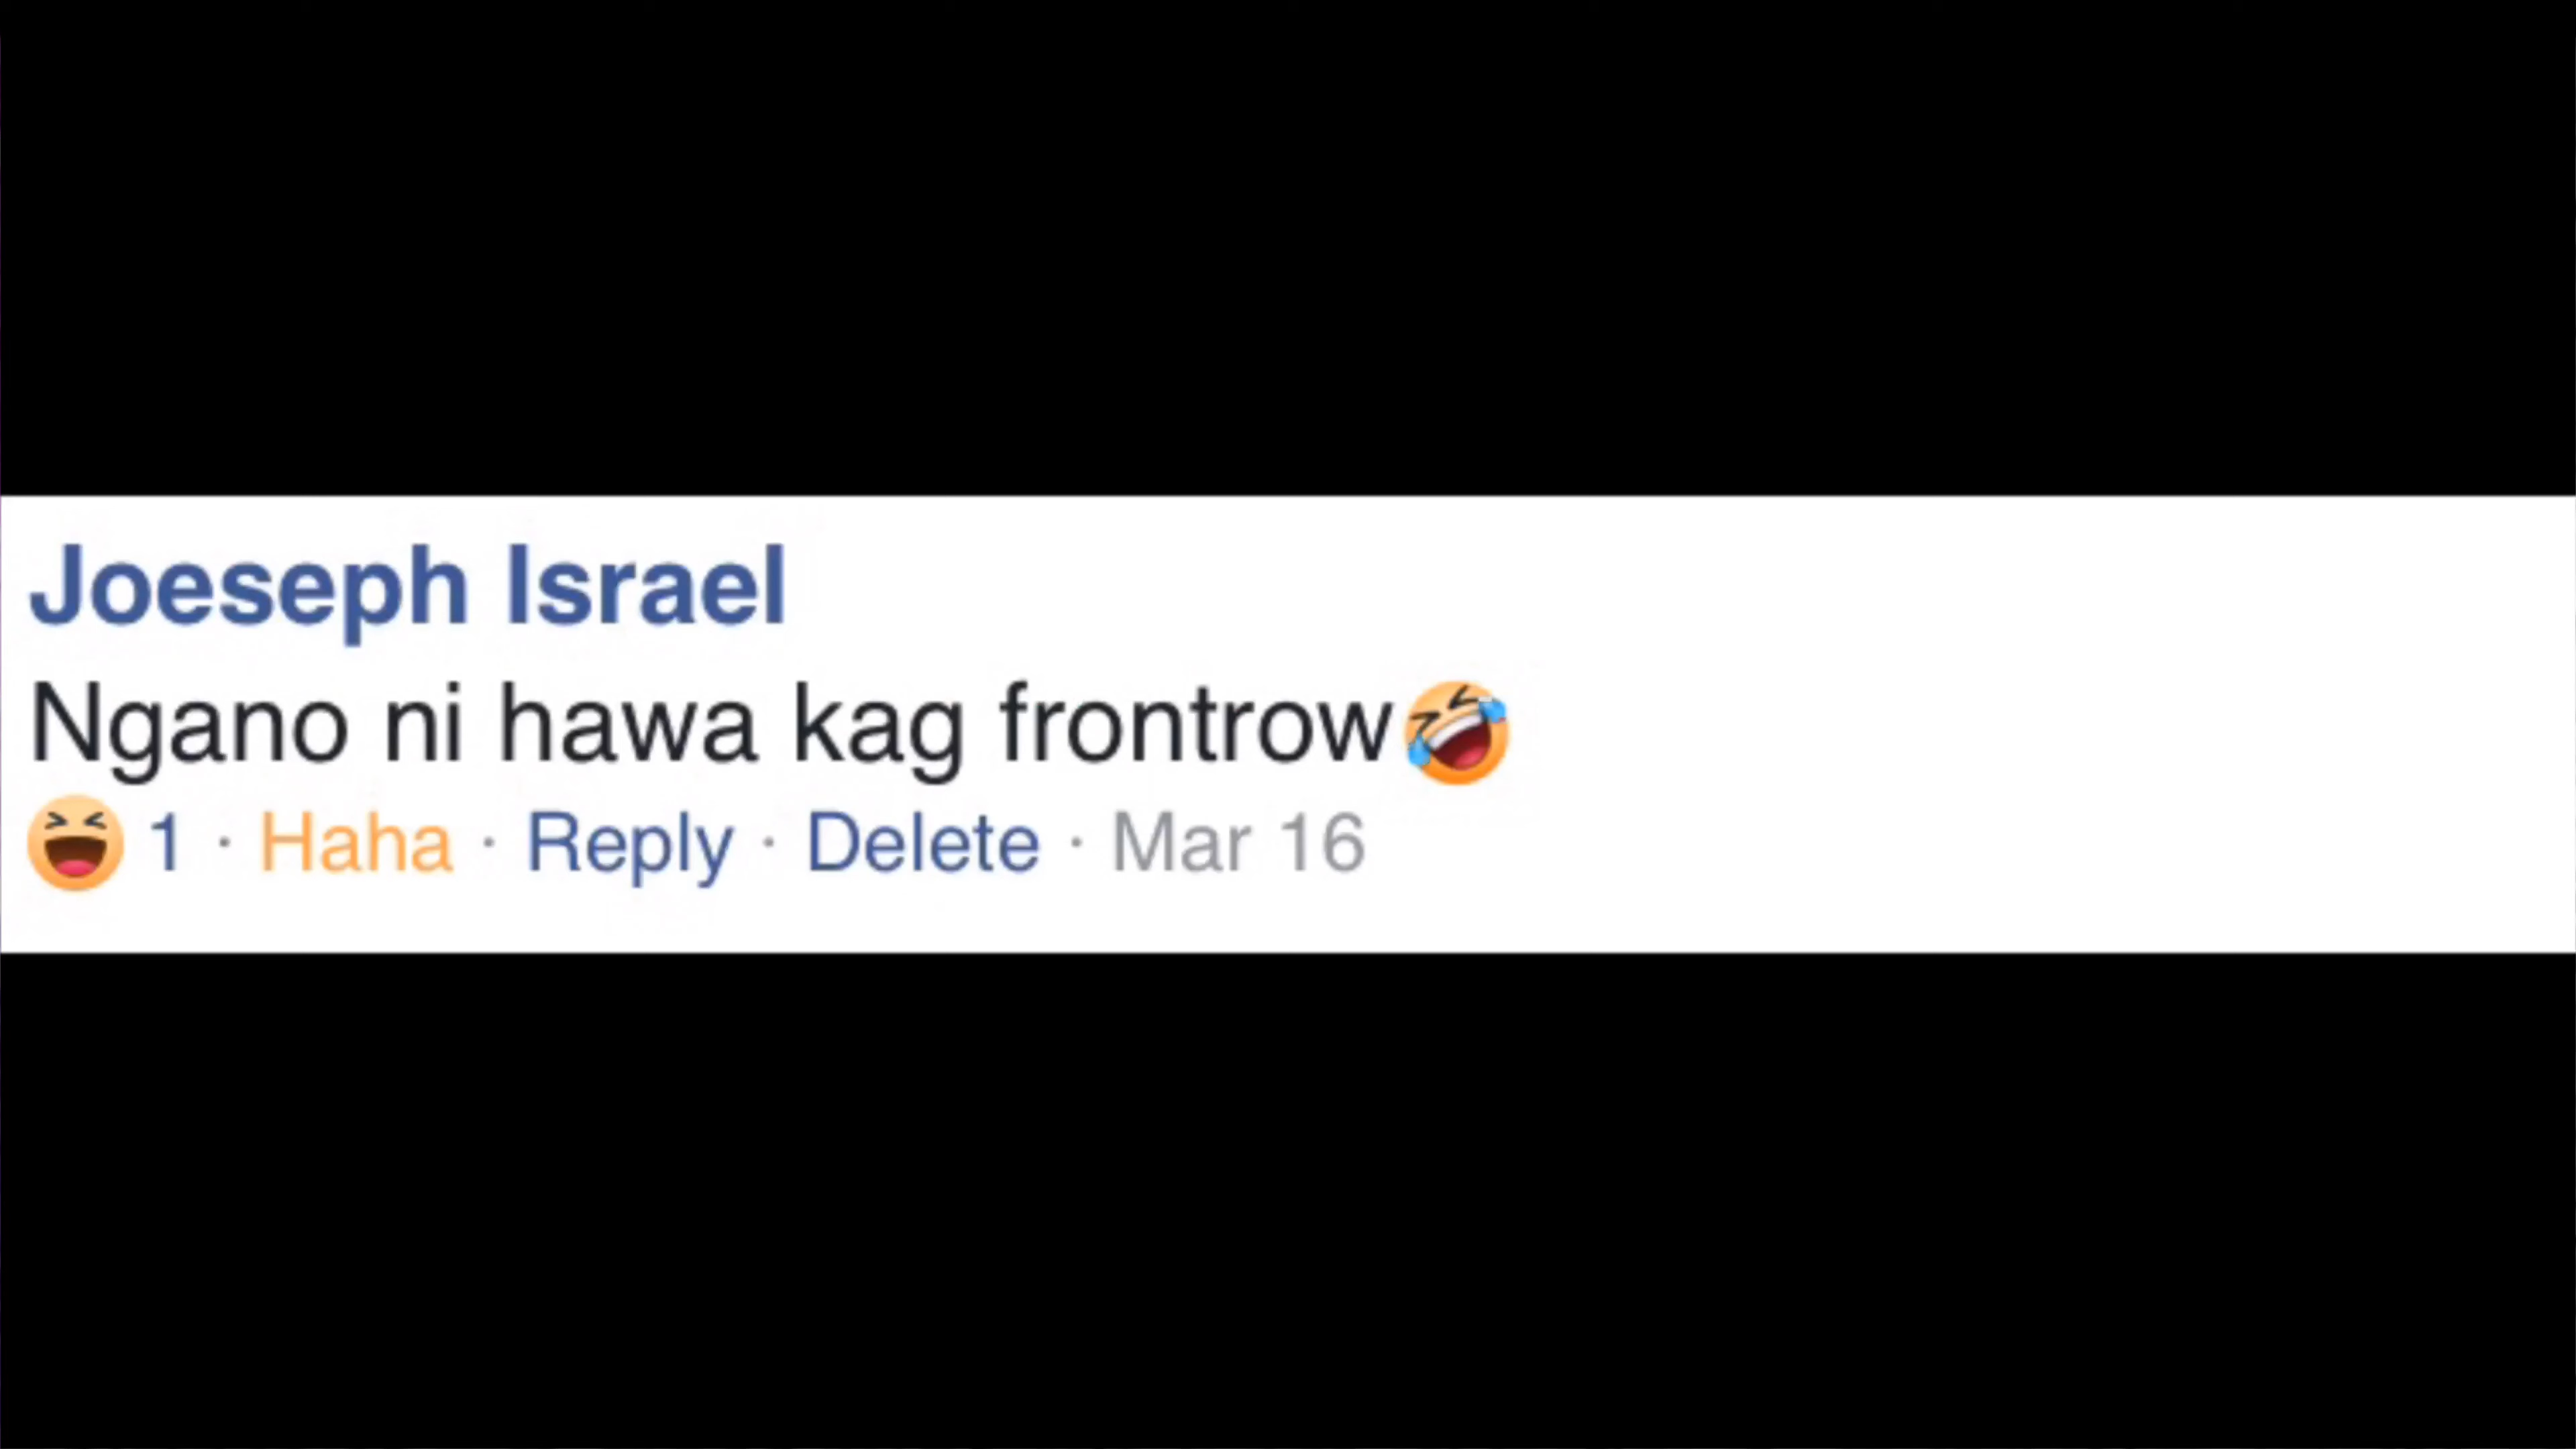 Joeseph Israel
Ngano ni hawa kag frontrow🤣
😆 1 · Haha · Reply · Delete · Mar 16